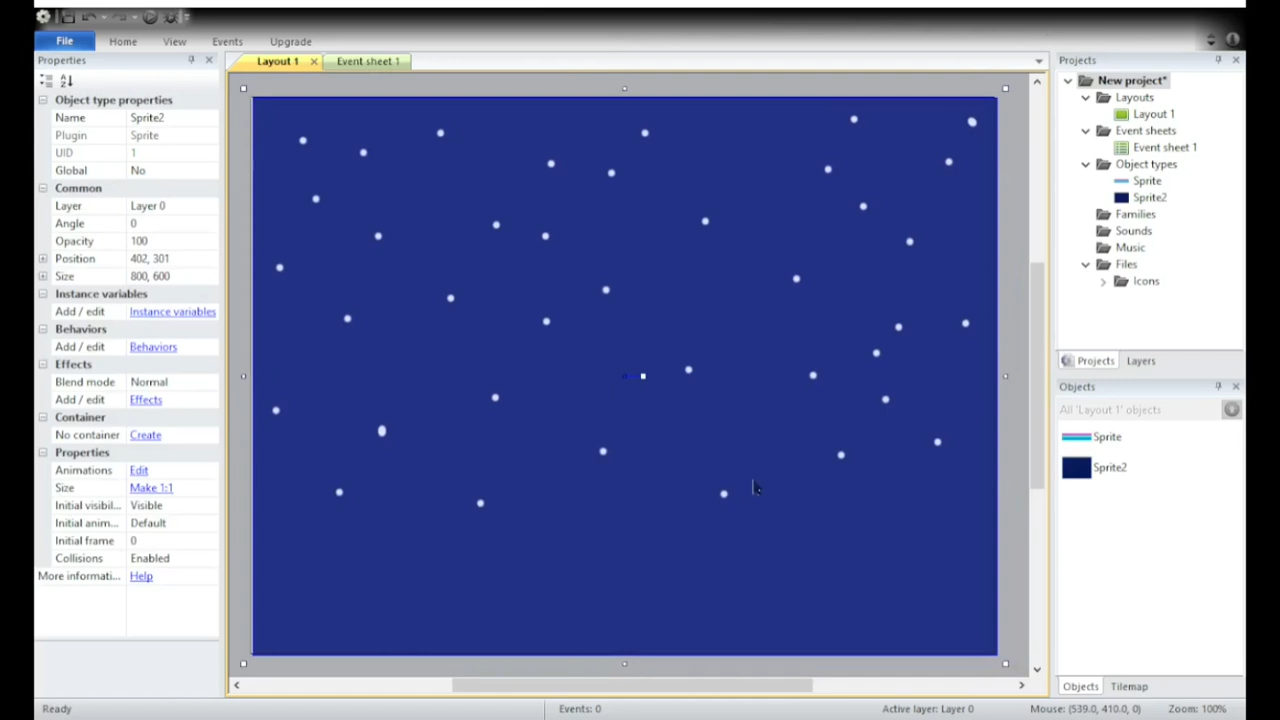 File Home View Events Upgrade
Properties
Layout 1
Event sheet 1
Projects
Object type properties
Name Sprite2
Plugin Sprite
UID 1
Global No
Common
Layer Layer 0
Angle 0
Opacity 100
Position 402, 301
Size 800, 600
Instance variables
Add / edit Instance variables
Behaviors
Add / edit Behaviors
Effects
Blend mode Normal
Add / edit Effects
Container
No container Create
Properties
Animations Edit
Size Make 1:1
Initial visibil... Visible
Initial anim... Default
Initial frame 0
Collisions Enabled
More informati... Help
New project*
Layouts
Layout 1
Event sheets
Event sheet 1
Object types
Sprite
Sprite2
Families
Sounds
Music
Files
Icons
Projects Layers
Objects
All 'Layout 1' objects
Sprite
Sprite2
Objects Tilemap
Ready Events: 0 Active layer: Layer 0 Mouse: (539.0, 410.0, 0) Zoom: 100%